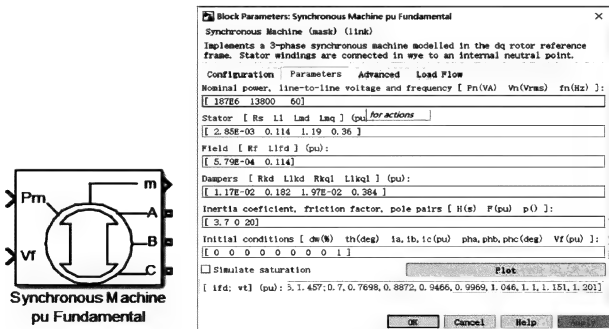 Block Parameters: Synchronous Machine pu Fundamental
Synchronous Machine (mask) (link)
Implements a 3-phase synchronous machine modelled in the dq rotor reference
frame. Stator windings are connected in wye to an internal neutral point.
Configuration Parameters Advanced Load Flow
Nominal power, line-to-line voltage and frequency [ Pn(VA) Vn(Vrms) fn(Hz) ]:
[ 187E6 13800 60]
Stator [ Rs Ll Lmd Lmq ] (pu
for actions
[ 2.85E-03 0.114 1.19 0.36 ]
Field [ Rf Llfd ] (pu):
[ 5.79E-04 0.114]
Dampers [ Rkd Llkd Rkq1 Llkq1 ] (pu):
[ 1.17E-02 0.182 1.97E-02 0.384 ]
Inertia coeficient, friction factor, pole pairs [ H(s) F(pu) p() ]:
[ 3.7 0 20]
Initial conditions [ dw(%) th(deg) ia,ib,ic(pu) pha,phb,phc(deg) Vf(pu) ]:
[ 0 0 0 0 0 0 0 0 1 ]
Simulate saturation
Plot
[ ifd; vt] (pu): 5, 1.457;0.7, 0.7698, 0.8872, 0.9466, 0.9969, 1.046, 1.1, 1.151, 1.201]
OK Cancel Help Apply
Pm
Vf
m
A
B
C
Synchronous Machine
pu Fundamental